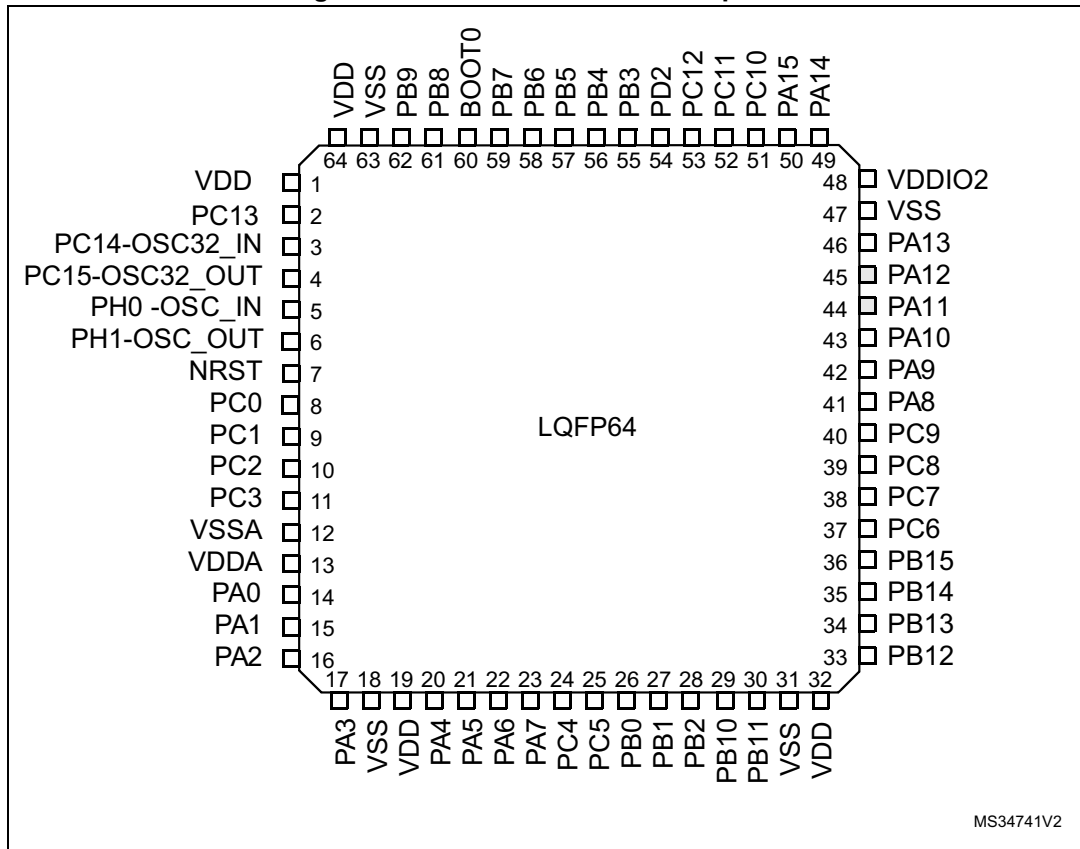 VDD VSS PB9 PB8 BOOT0 PB7 PB6 PB5 PB4 PB3 PD2 PC12 PC11 PC10 PA15 PA14
64 63 62 61 60 59 58 57 56 55 54 53 52 51 50 49
VDD 1 48 VDDIO2
PC13 2 47 VSS
PC14-OSC32_IN 3 46 PA13
PC15-OSC32_OUT 4 45 PA12
PH0 -OSC_IN 5 44 PA11
PH1-OSC_OUT 6 43 PA10
NRST 7 42 PA9
PC0 8 41 PA8
PC1 9 LQFP64 40 PC9
PC2 10 39 PC8
PC3 11 38 PC7
VSSA 12 37 PC6
VDDA 13 36 PB15
PA0 14 35 PB14
PA1 15 34 PB13
PA2 16 33 PB12
17 18 19 20 21 22 23 24 25 26 27 28 29 30 31 32
PA3 VSS VDD PA4 PA5 PA6 PA7 PC4 PC5 PB0 PB1 PB2 PB10 PB11 VSS VDD
MS34741V2